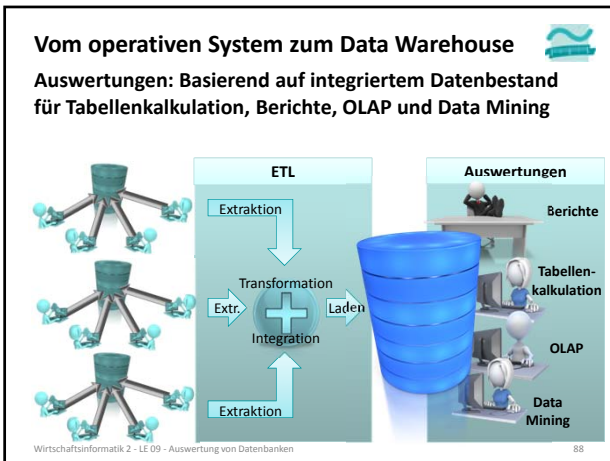 Vom operativen System zum Data Warehouse
Auswertungen: Basierend auf integriertem Datenbestand
für Tabellenkalkulation, Berichte, OLAP und Data Mining
ETL
Extraktion
Extr.
Transformation
Integration
Laden
Extraktion
Auswertungen
Berichte
Tabellen-
kalkulation
OLAP
Data
Mining
Wirtschaftsinformatik 2 - LE 09 - Auswertung von Datenbanken
88